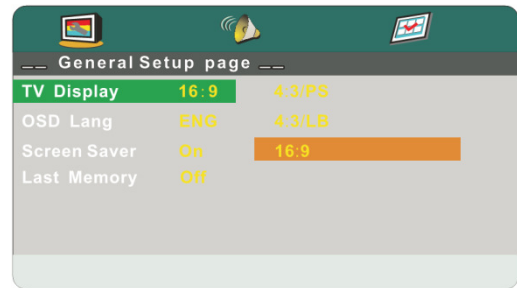 __ General Setup page __
TV Display 16:9 4:3/PS
OSD Lang ENG 4:3/LB
Screen Saver On 16:9
Last Memory Off